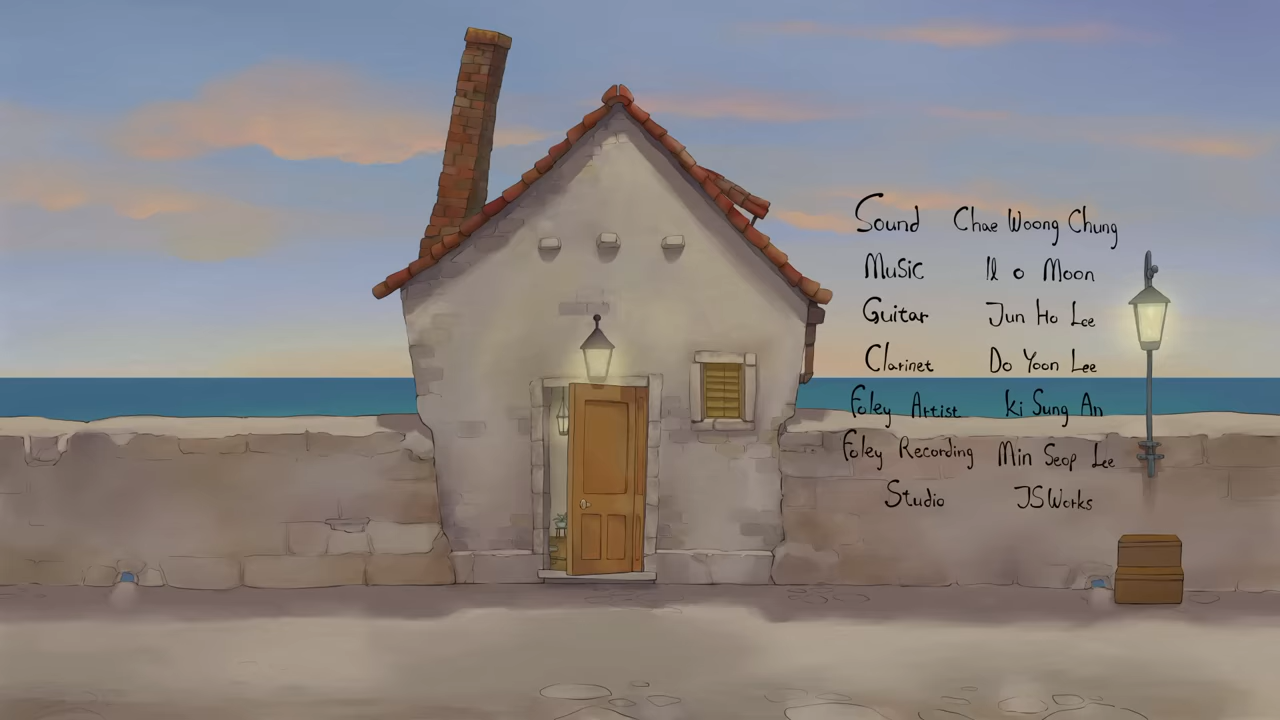 Sound Chae Woong Chung
Music Il o Moon
Guitar Jun Ho Lee
Clarinet Do Yoon Lee
Foley Artist Ki Sung An
Foley Recording Min Seop Lee
Studio JSWorks